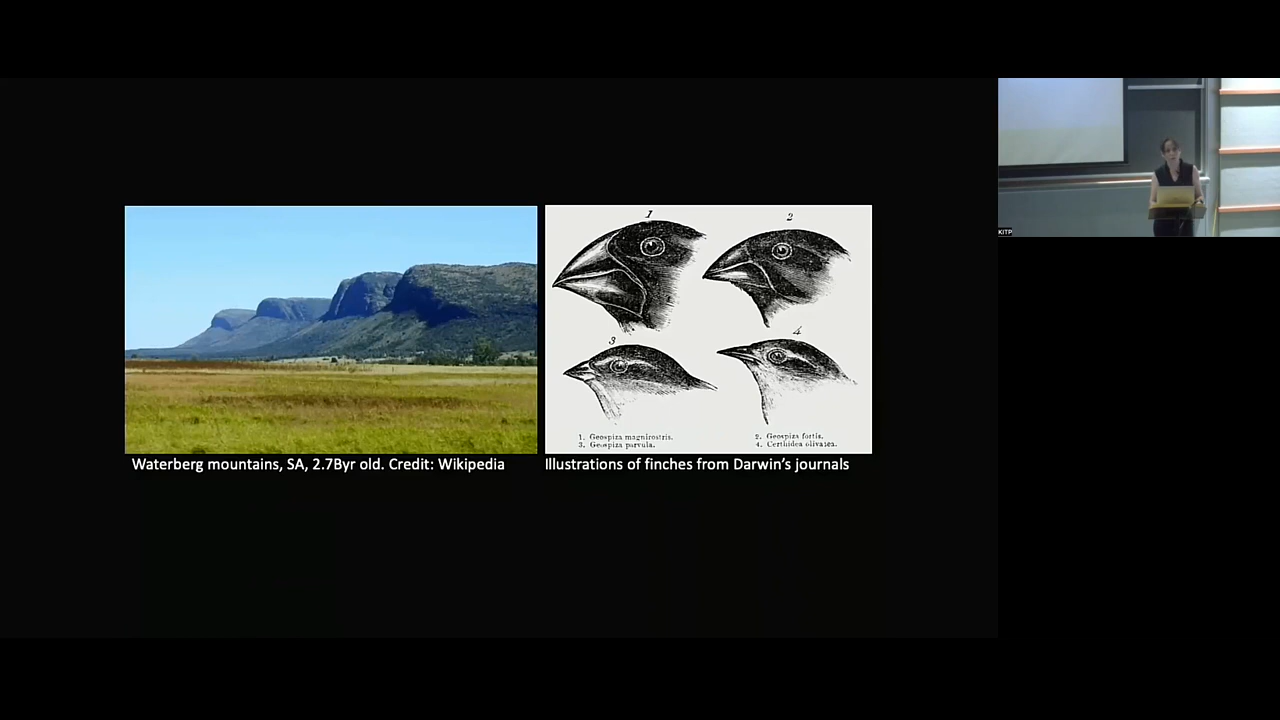 1
2
3
4
1. Geospiza magnirostris.
2. Geospiza fortis.
3. Geospiza parvula.
4. Certhidea olivacea.
Waterberg mountains, SA, 2.7Byr old. Credit: Wikipedia
Illustrations of finches from Darwin’s journals
KITP